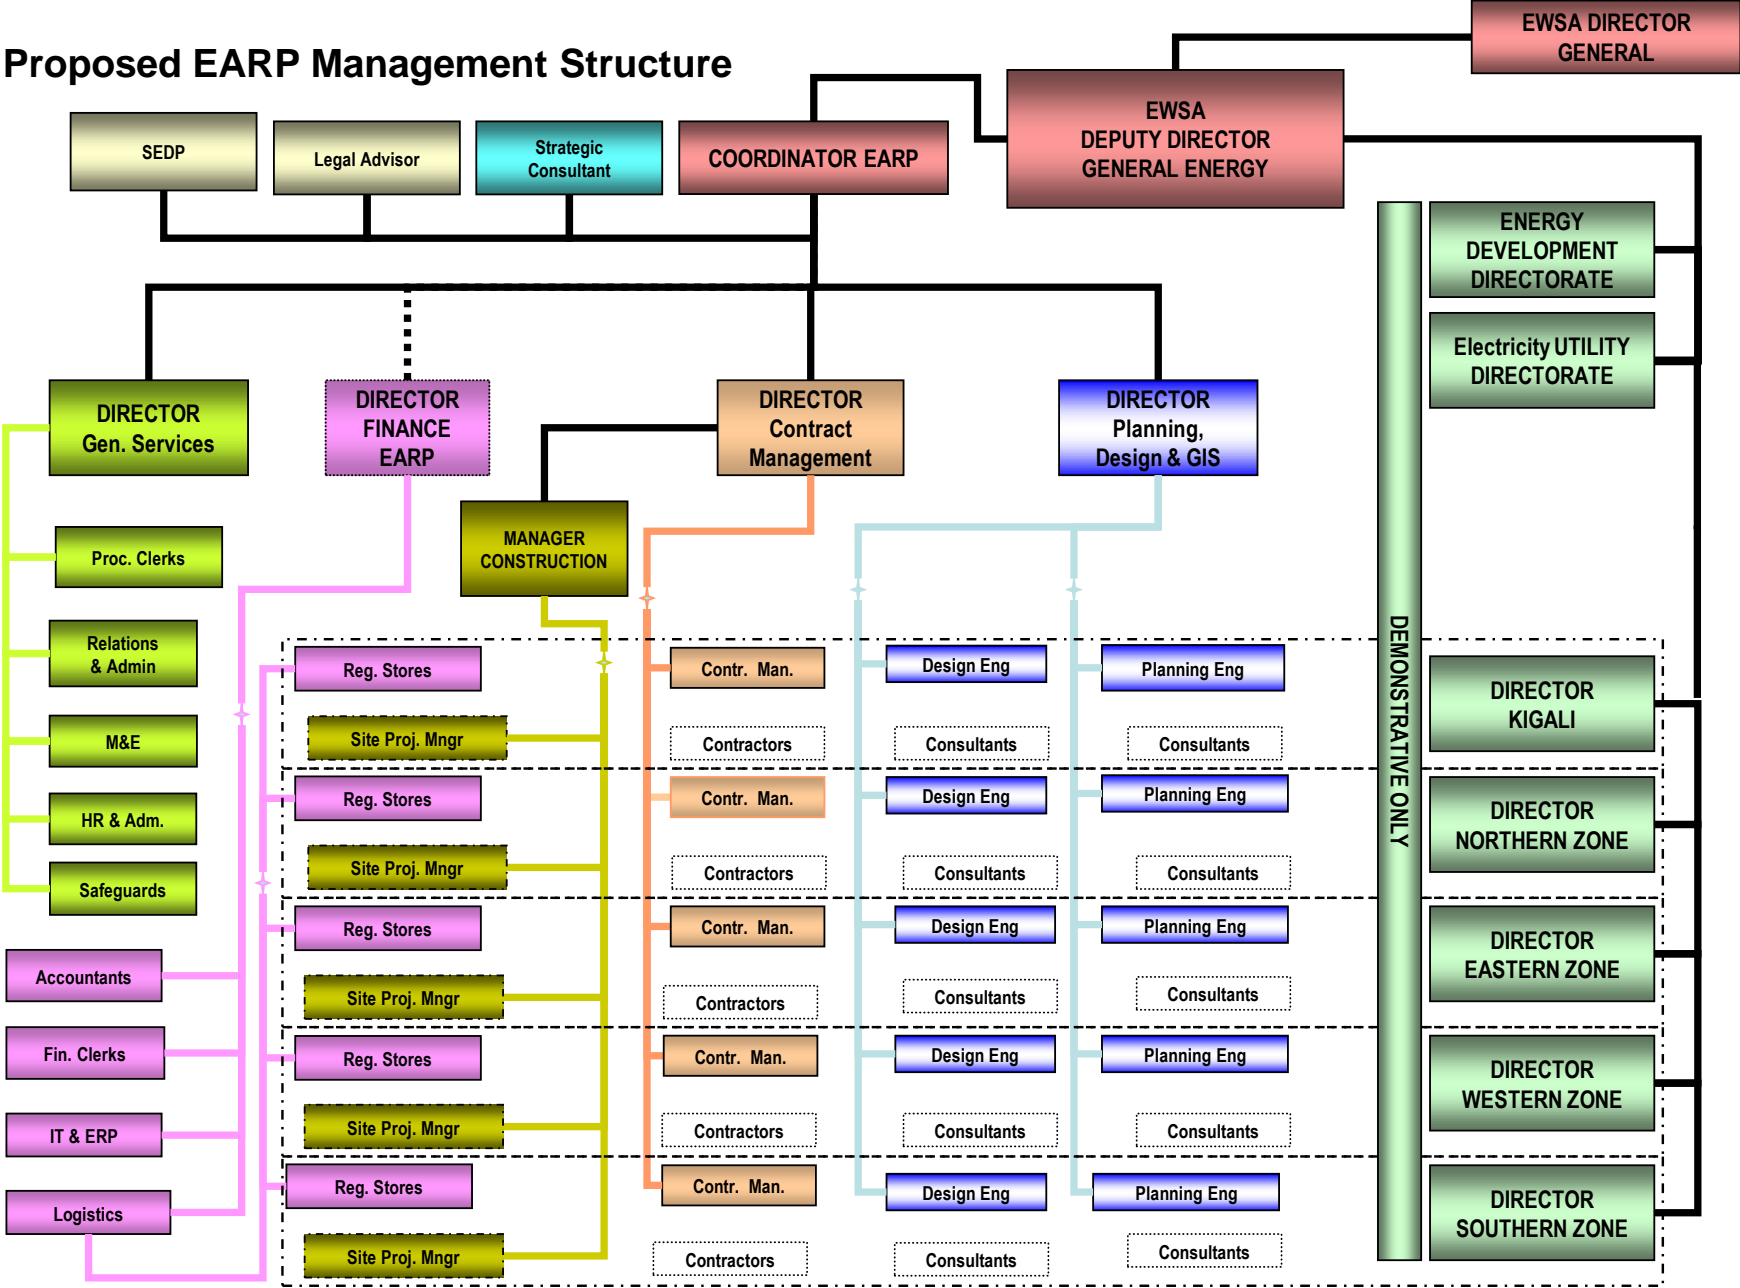 EWSA DIRECTOR
GENERAL
Proposed EARP Management Structure
EWSA
DEPUTY DIRECTOR
GENERAL ENERGY
SEDP
Legal Advisor
Strategic
Consultant
COORDINATOR EARP
ENERGY
DEVELOPMENT
DIRECTORATE
Electricity UTILITY
DIRECTORATE
DIRECTOR
Gen. Services
DIRECTOR
FINANCE
EARP
DIRECTOR
Contract
Management
DIRECTOR
Planning,
Design & GIS
MANAGER
CONSTRUCTION
Proc. Clerks
Relations
& Admin
M&E
HR & Adm.
Safeguards
Accountants
Fin. Clerks
IT & ERP
Logistics
DEMONSTRATIVE ONLY
Reg. Stores
Contr. Man.
Design Eng
Planning Eng
DIRECTOR
KIGALI
Site Proj. Mngr
Contractors
Consultants
Consultants
Reg. Stores
Contr. Man.
Design Eng
Planning Eng
DIRECTOR
NORTHERN ZONE
Site Proj. Mngr
Contractors
Consultants
Consultants
Reg. Stores
Contr. Man.
Design Eng
Planning Eng
DIRECTOR
EASTERN ZONE
Site Proj. Mngr
Contractors
Consultants
Consultants
Reg. Stores
Contr. Man.
Design Eng
Planning Eng
DIRECTOR
WESTERN ZONE
Site Proj. Mngr
Contractors
Consultants
Consultants
Reg. Stores
Contr. Man.
Design Eng
Planning Eng
DIRECTOR
SOUTHERN ZONE
Site Proj. Mngr
Contractors
Consultants
Consultants